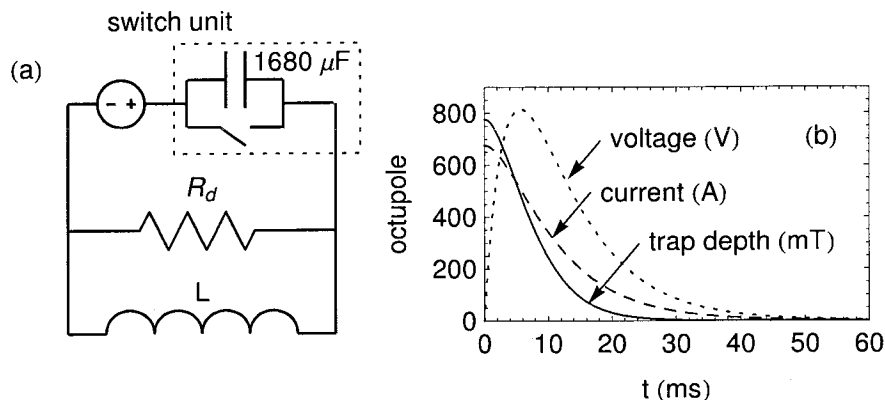 switch unit
(a)
1680 μF
- +
R_d
L
octupole
800
600
400
200
0
0 10 20 30 40 50 60
t (ms)
voltage (V)
(b)
current (A)
trap depth (mT)